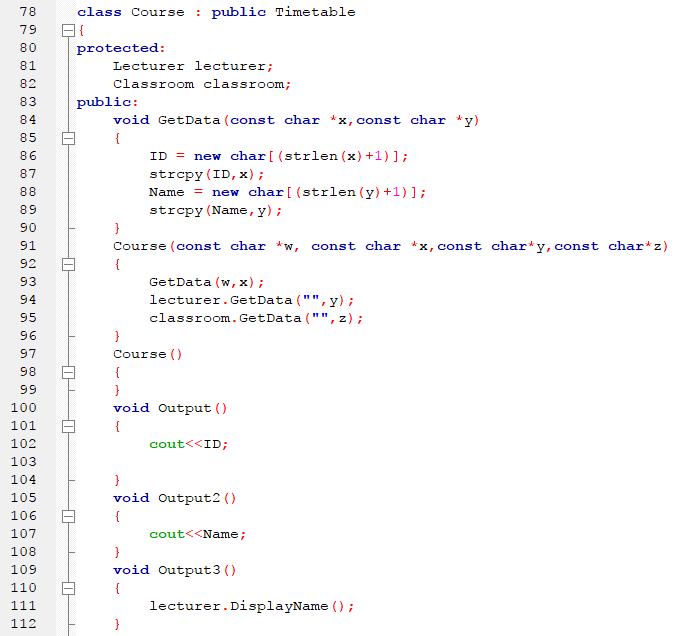 78 class Course : public Timetable
79 {
80 protected:
81 Lecturer lecturer;
82 Classroom classroom;
83 public:
84 void GetData(const char *x,const char *y)
85 {
86 ID = new char[(strlen(x)+1)];
87 strcpy(ID,x);
88 Name = new char[(strlen(y)+1)];
89 strcpy(Name,y);
90 }
91 Course(const char *w, const char *x,const char*y,const char*z)
92 {
93 GetData(w,x);
94 lecturer.GetData("",y);
95 classroom.GetData("",z);
96 }
97 Course()
98 {
99 }
100 void Output()
101 {
102 cout<<ID;
103
104 }
105 void Output2()
106 {
107 cout<<Name;
108 }
109 void Output3()
110 {
111 lecturer.DisplayName();
112 }